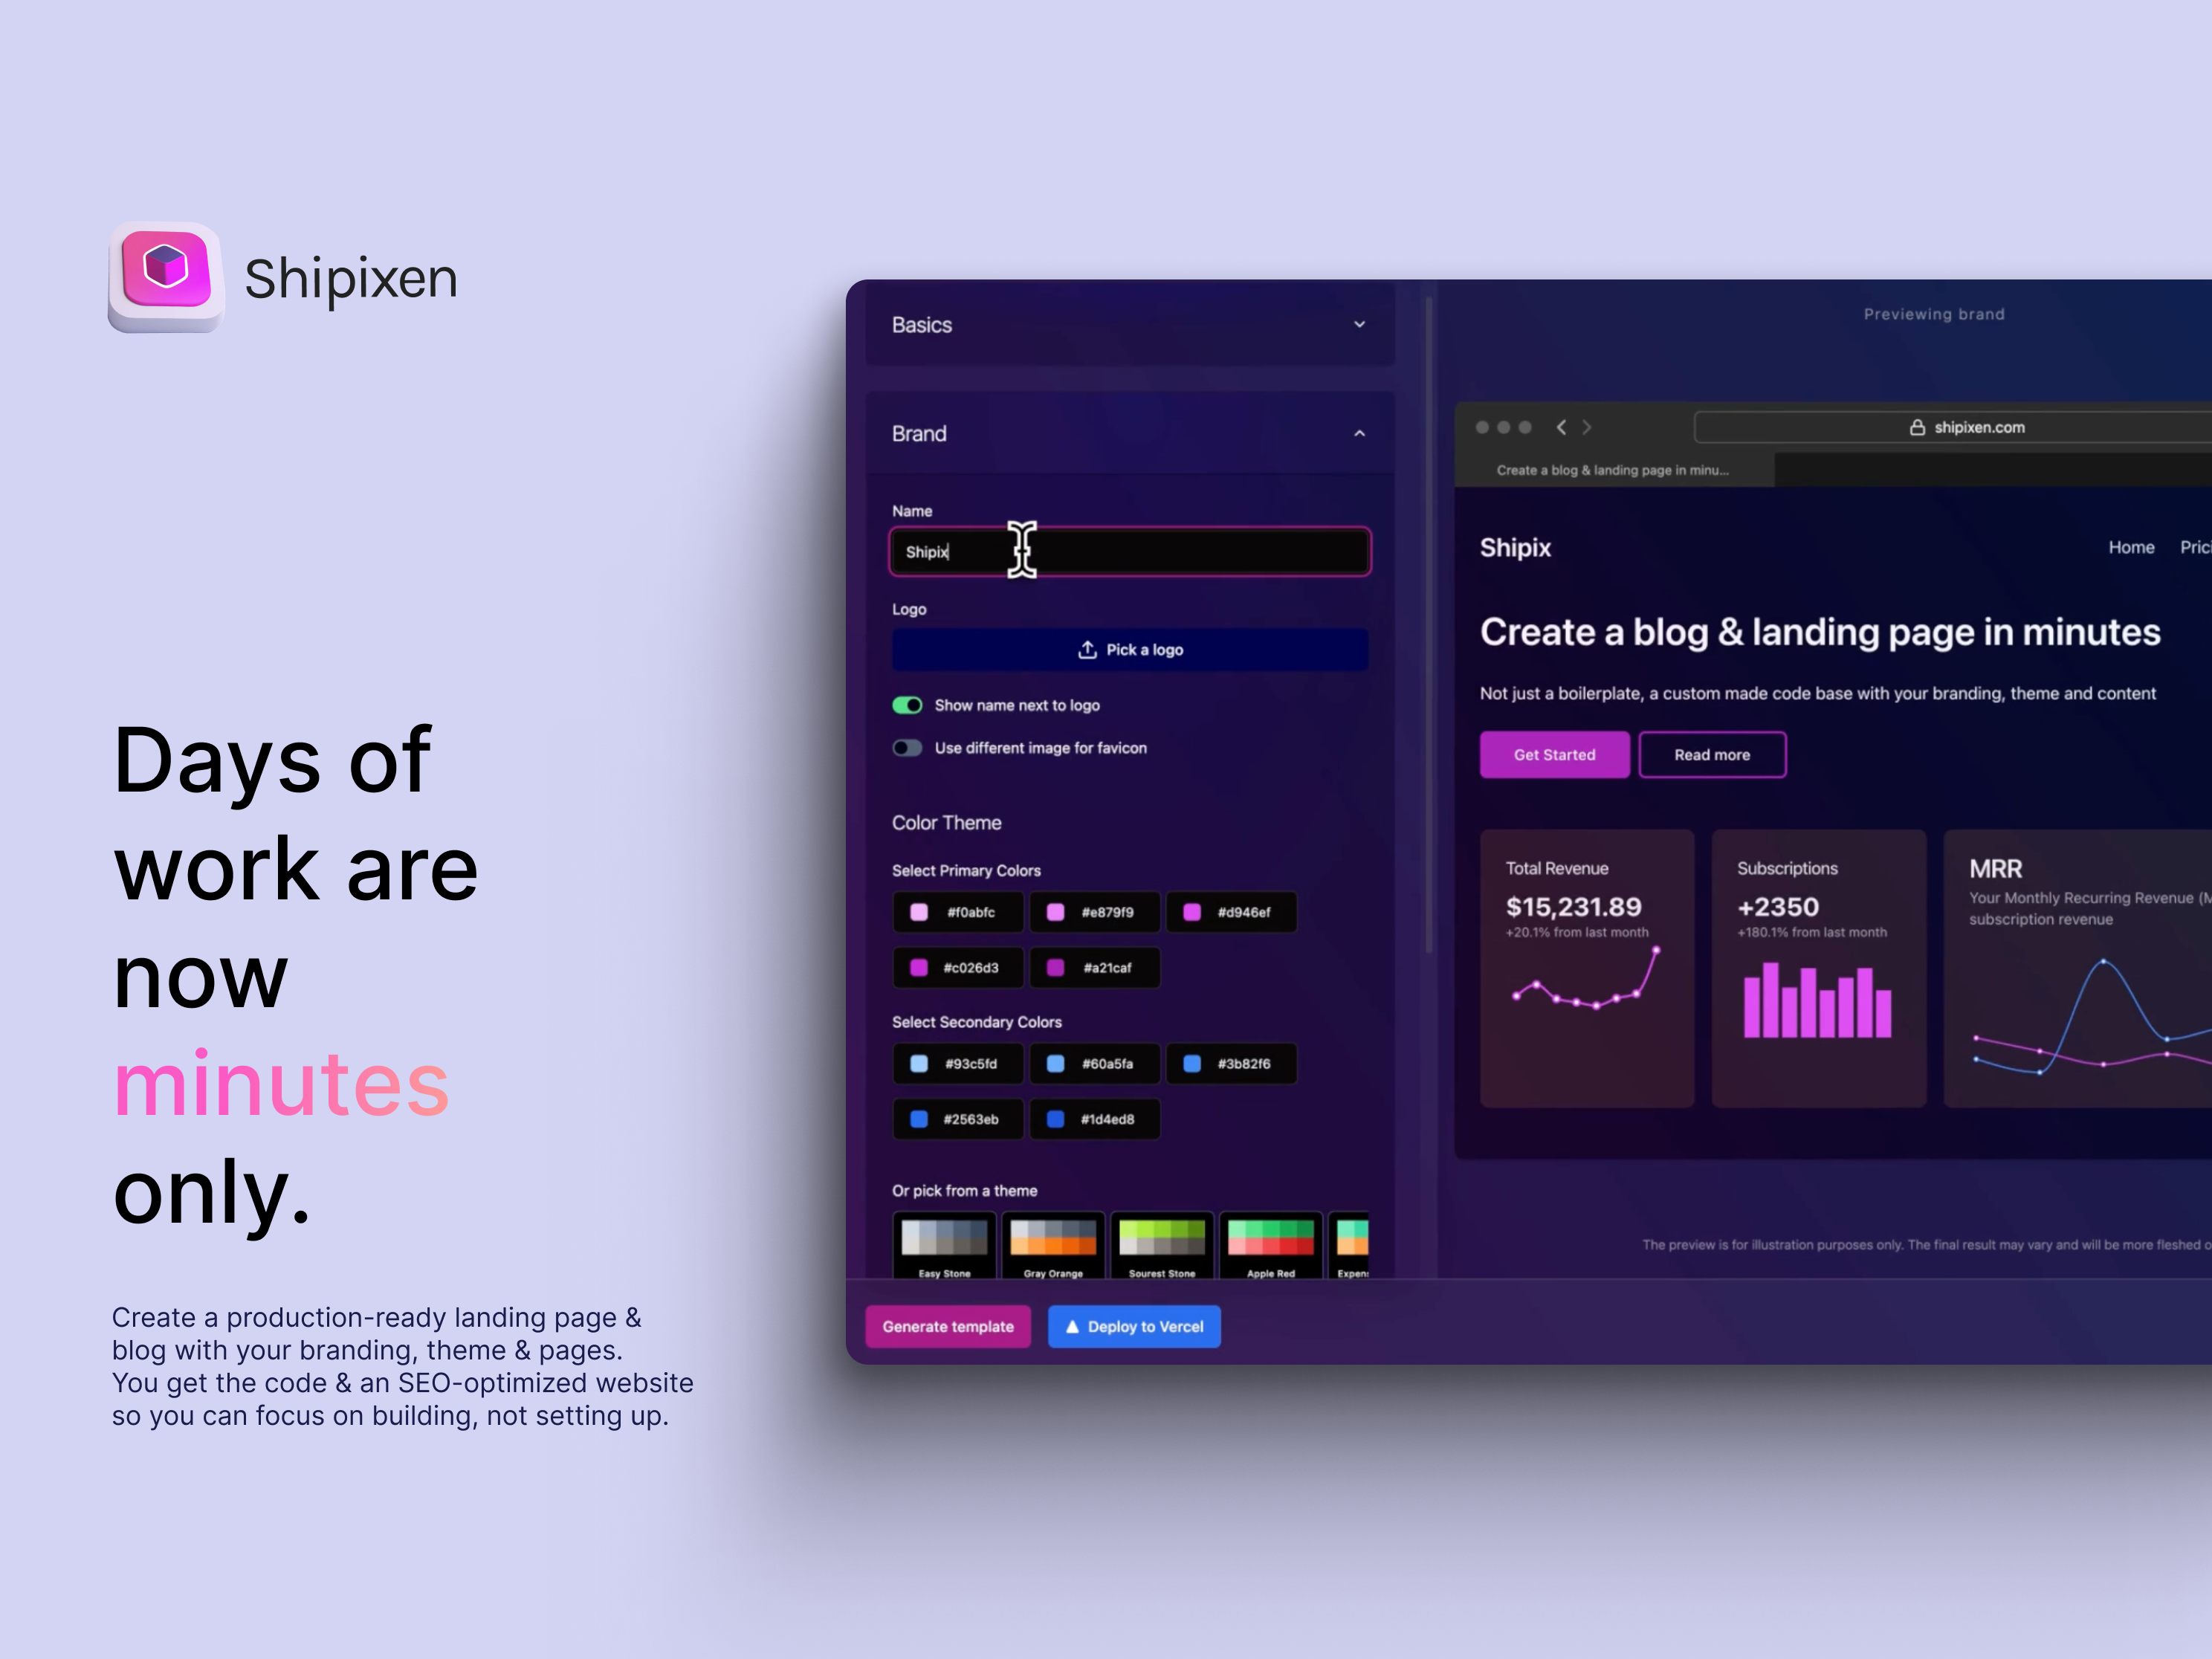 Shipixen
Days of
work are
now
minutes
only.
Create a production-ready landing page &
blog with your branding, theme & pages.
You get the code & an SEO-optimized website
so you can focus on building, not setting up.
Basics
Brand
Name
Shipix
Logo
Pick a logo
Show name next to logo
Use different image for favicon
Color Theme
Select Primary Colors
#f0abfc #e879f9 #d946ef
#c026d3 #a21caf
Select Secondary Colors
#93c5fd #60a5fa #3b82f6
#2563eb #1d4ed8
Or pick from a theme
Easy Stone Gray Orange Sourest Stone Apple Red
Generate template Deploy to Vercel
Previewing brand
shipixen.com
Create a blog & landing page in minu...
Shipix Home
Create a blog & landing page in minutes
Not just a boilerplate, a custom made code base with your branding, theme and content
Get Started Read more
Total Revenue
$15,231.89
+20.1% from last month
Subscriptions
+2350
+180.1% from last month
MRR
Your Monthly Recurring Revenue
subscription revenue
The preview is for illustration purposes only. The final result may vary and will be more fleshed